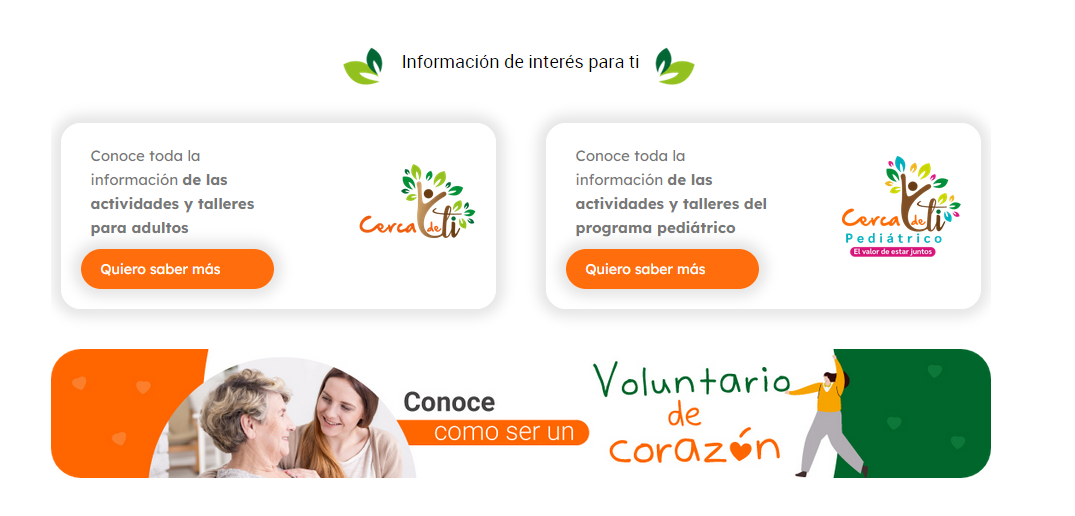 Información de interés para ti
Conoce toda la
información de las
actividades y talleres
para adultos
Quiero saber más
Cerca de ti
Conoce toda la
información de las
actividades y talleres del
programa pediátrico
Quiero saber más
Cerca de ti
Pediátrico
El valor de estar juntos
Conoce
como ser un
Voluntario
de
corazón